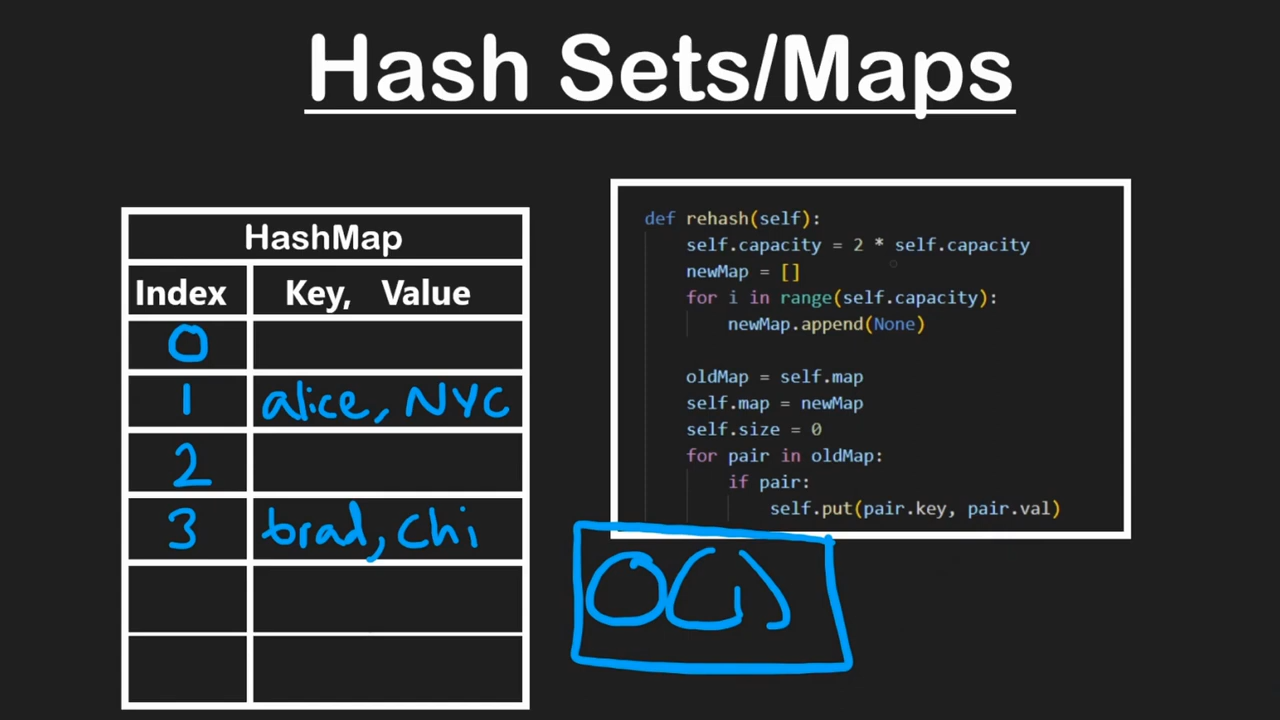 Hash Sets/Maps
HashMap
Index Key, Value
0
1 alice, NYC
2
3 brad, Chi
def rehash(self):
self.capacity = 2 * self.capacity
newMap = []
for i in range(self.capacity):
newMap.append(None)
oldMap = self.map
self.map = newMap
self.size = 0
for pair in oldMap:
if pair:
self.put(pair.key, pair.val)
O(1)